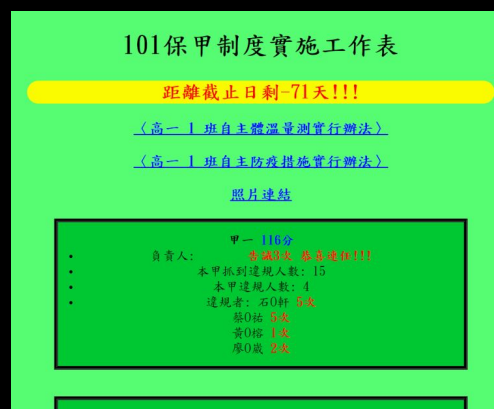 101保甲制度實施工作表
距離截止日剩-71天!!!
〈高一 1 班自主體溫量測實行辦法〉
〈高一 1 班自主防疫措施實行辦法〉
照片連結
甲一 116分
負責人: 告誡3次 恭喜連任!!!
本甲抓到違規人數: 15
本甲違規人數: 4
違規者: 石O軒 5次
蔡O祐 5次
黃O榕 1次
廖O崴 2次